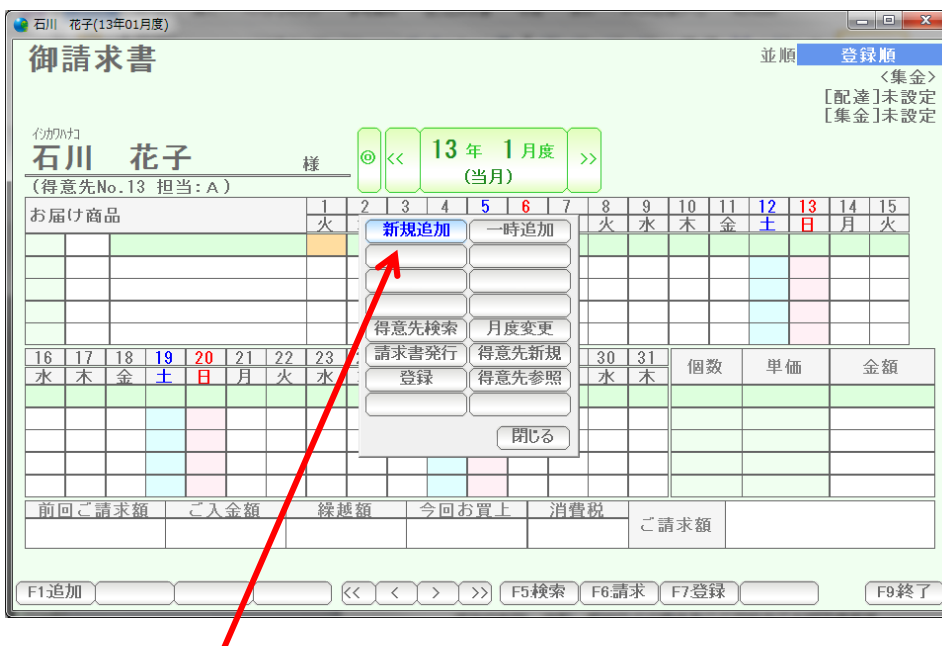 石川 花子(13年01月度)
御請求書
並順 登録順
<集金>
[配達]未設定
[集金]未設定
ｲｼｶﾜﾊﾅｺ
石川 花子 様
◎ << 13 年 1 月度 >>
(当月)
(得意先No.13 担当:A)
お届け商品
1 2 3 4 5 6 7 8 9 10 11 12 13 14 15
火 火 水 木 金 土 日 月 火
新規追加 一時追加
得意先検索 月度変更
請求書発行 得意先新規
登録 得意先参照
閉じる
16 17 18 19 20 21 22 23 30 31 個数 単価 金額
水 木 金 土 日 月 火 水 水 木
前回ご請求額 ご入金額 繰越額 今回お買上 消費税 ご請求額
F1追加 << < > >> F5検索 F6請求 F7登録 F9終了